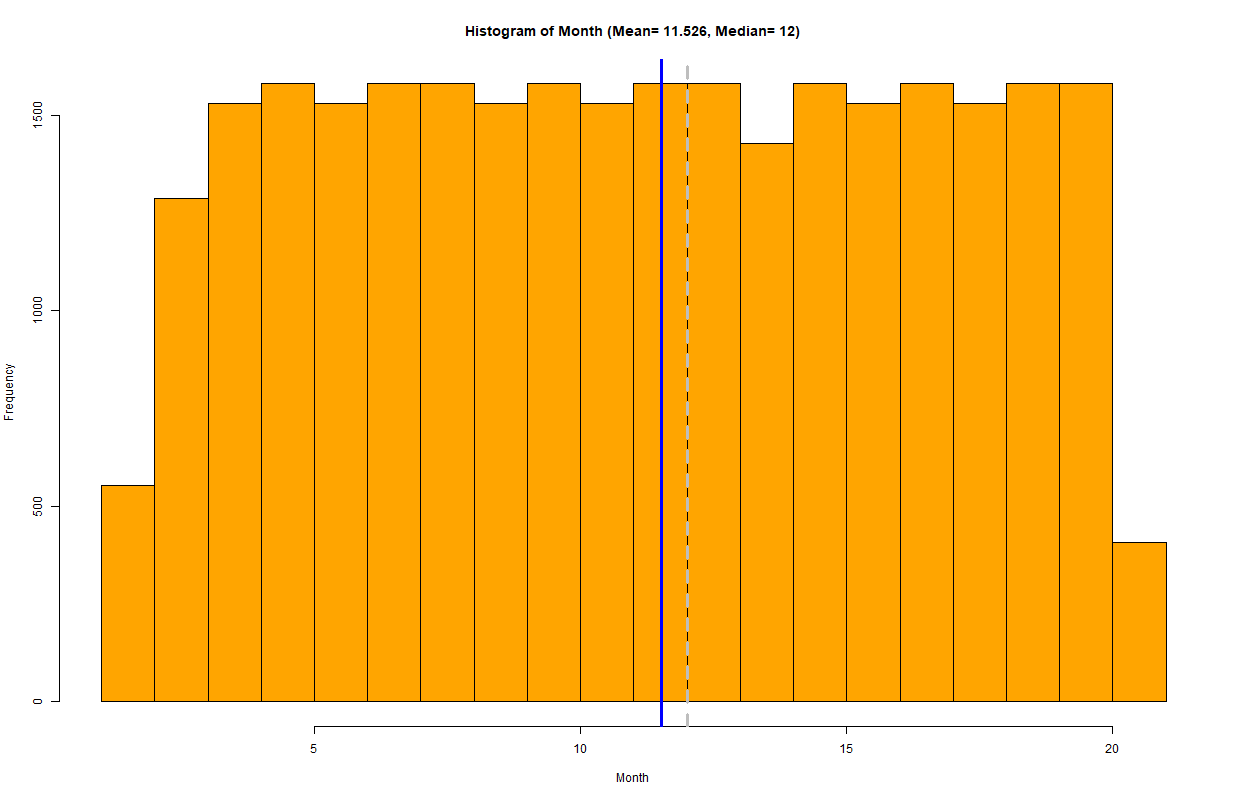 Histogram of Month (Mean= 11.526, Median= 12)
Frequency
1500
1000
500
0
5 10 15 20
Month